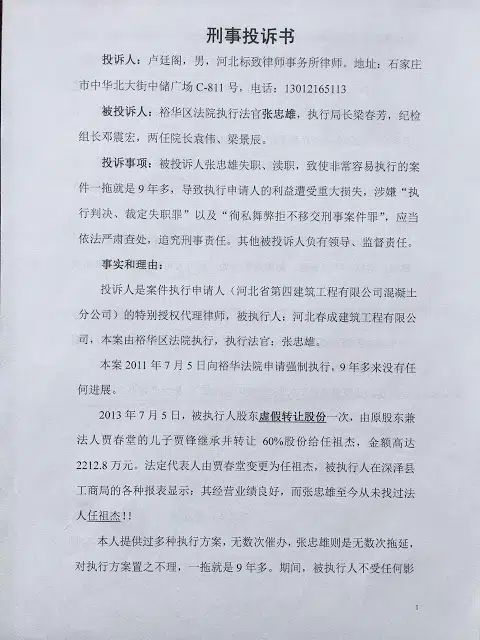 刑事投诉书
投诉人：卢廷阁，男，河北标致律师事务所律师。地址：石家庄
市中华北大街中储广场 C-811 号，电话：13012165113
被投诉人：裕华区法院执行法官张忠雄，执行局长梁春芳，纪检
组长邓震宏，两任院长袁伟、梁景辰。
投诉事项：被投诉人张忠雄失职、渎职，致使非常容易执行的案
件一拖就是 9 年多，导致执行申请人的利益遭受重大损失，涉嫌“执
行判决、裁定失职罪”以及“徇私舞弊拒不移交刑事案件罪”，应当
依法严肃查处，追究刑事责任。其他被投诉人负有领导、监督责任。
事实和理由：
投诉人是案件执行申请人（河北省第四建筑工程有限公司混凝土
分公司）的特别授权代理律师，被执行人：河北春成建筑工程有限公
司，本案由裕华区法院执行，执行法官：张忠雄。
本案 2011 年 7 月 5 日向裕华法院申请强制执行，9 年多来没有任
何进展。
2013 年 7 月 5 日，被执行人股东虚假转让股份一次，由原股东兼
法人贾春堂的儿子贾锋继承并转让 60%股份给任祖杰，金额高达
2212.8 万元。法定代表人由贾春堂变更为任祖杰，被执行人在深泽县
工商局的各种报表显示：其经营业绩良好，而张忠雄至今从未找过法
人任祖杰！！
本人提供过多种执行方案，无数次催办，张忠雄则是无数次拖延，
对执行方案置之不理，一拖就是 9 年多。期间，被执行人不受任何影
1